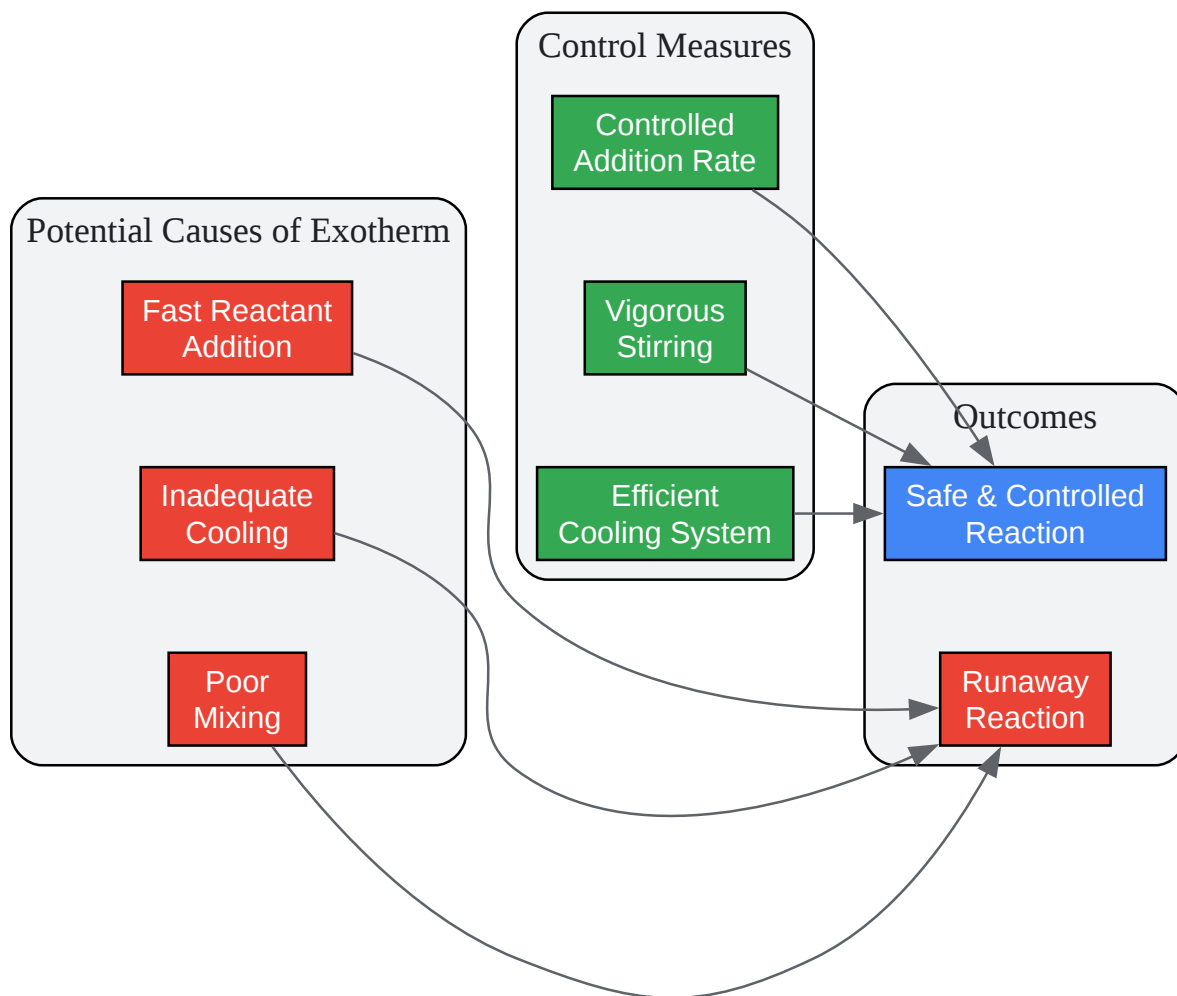 Control Measures
Controlled
Addition Rate
Vigorous
Stirring
Efficient
Cooling System
Potential Causes of Exotherm
Fast Reactant
Addition
Inadequate
Cooling
Poor
Mixing
Outcomes
Safe & Controlled
Reaction
Runaway
Reaction